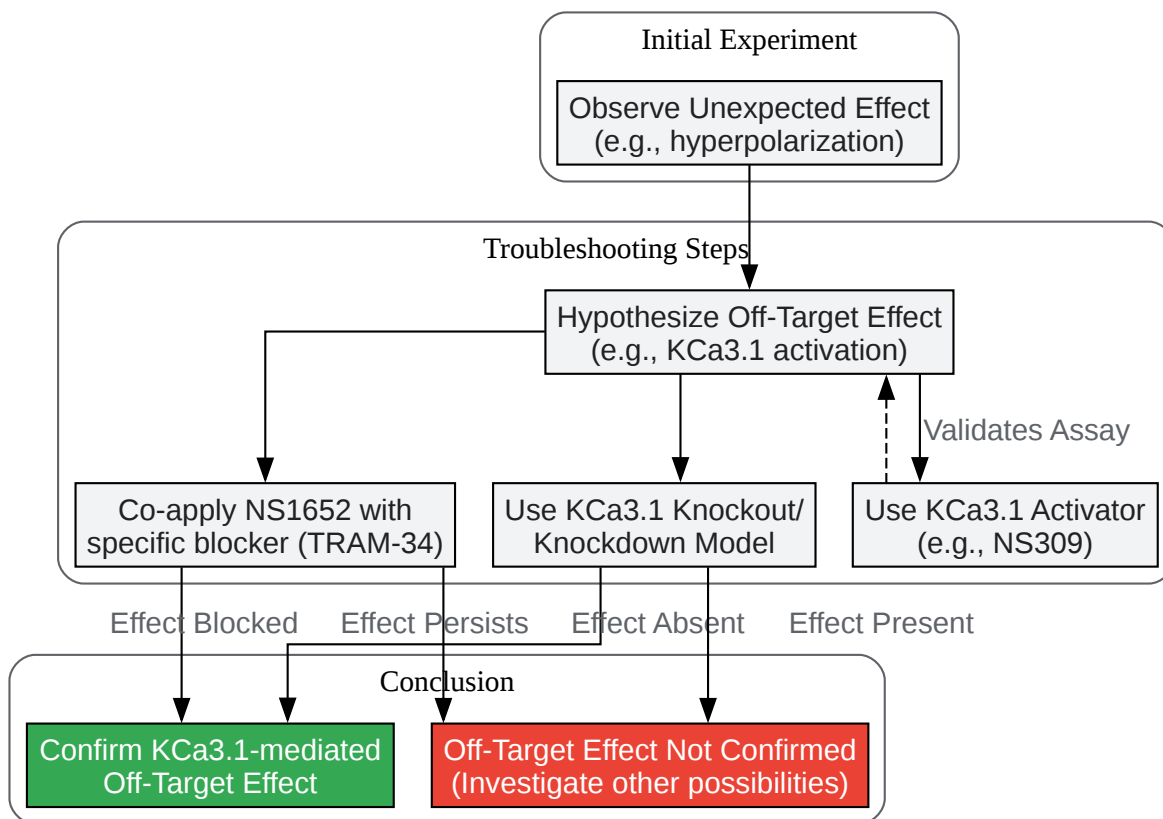 Initial Experiment
Observe Unexpected Effect
(e.g., hyperpolarization)
Troubleshooting Steps
Hypothesize Off-Target Effect
(e.g., KCa3.1 activation)
Validates Assay
Co-apply NS1652 with
specific blocker (TRAM-34)
Use KCa3.1 Knockout/
Knockdown Model
Use KCa3.1 Activator
(e.g., NS309)
Effect Blocked
Effect Persists
Effect Absent
Effect Present
Conclusion
Confirm KCa3.1-mediated
Off-Target Effect
Off-Target Effect Not Confirmed
(Investigate other possibilities)